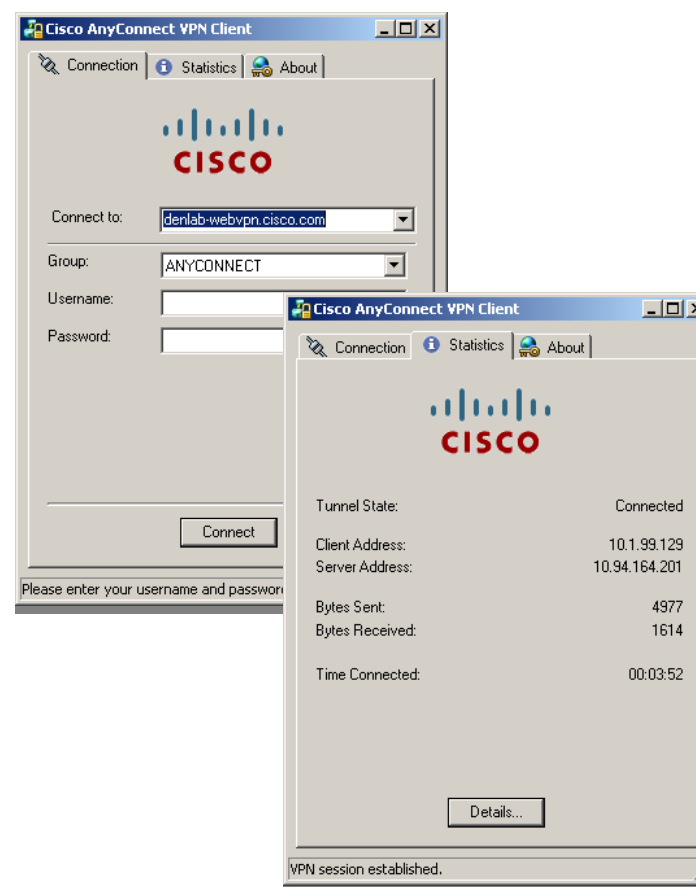 Cisco AnyConnect VPN Client
Connection Statistics About
CISCO
Connect to: denlab-webvpn.cisco.com
Group: ANYCONNECT
Username:
Password:
Connect
Please enter your username and password
Cisco AnyConnect VPN Client
Connection Statistics About
CISCO
Tunnel State: Connected
Client Address: 10.1.99.129
Server Address: 10.94.164.201
Bytes Sent: 4977
Bytes Received: 1614
Time Connected: 00:03:52
Details...
VPN session established.